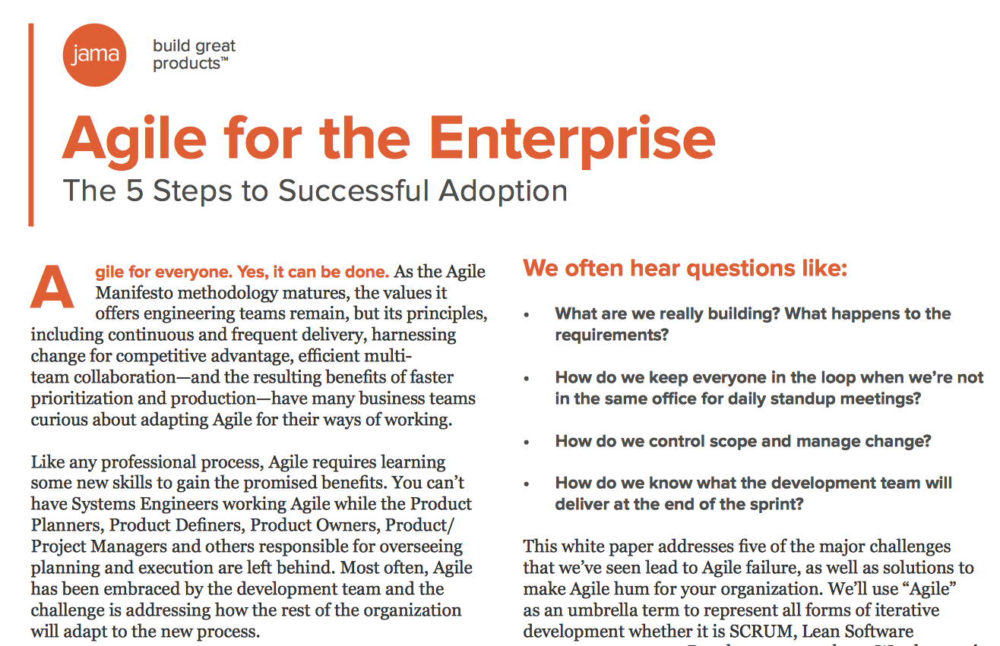 jama
build great
products™
Agile for the Enterprise
The 5 Steps to Successful Adoption
Agile for everyone. Yes, it can be done. As the Agile
Manifesto methodology matures, the values it
offers engineering teams remain, but its principles,
including continuous and frequent delivery, harnessing
change for competitive advantage, efficient multi-
team collaboration—and the resulting benefits of faster
prioritization and production—have many business teams
curious about adapting Agile for their ways of working.
Like any professional process, Agile requires learning
some new skills to gain the promised benefits. You can’t
have Systems Engineers working Agile while the Product
Planners, Product Definers, Product Owners, Product/
Project Managers and others responsible for overseeing
planning and execution are left behind. Most often, Agile
has been embraced by the development team and the
challenge is addressing how the rest of the organization
will adapt to the new process.
We often hear questions like:
• What are we really building? What happens to the
requirements?
• How do we keep everyone in the loop when we’re not
in the same office for daily standup meetings?
• How do we control scope and manage change?
• How do we know what the development team will
deliver at the end of the sprint?
This white paper addresses five of the major challenges
that we’ve seen lead to Agile failure, as well as solutions to
make Agile hum for your organization. We’ll use “Agile”
as an umbrella term to represent all forms of iterative
development whether it is SCRUM, Lean Software